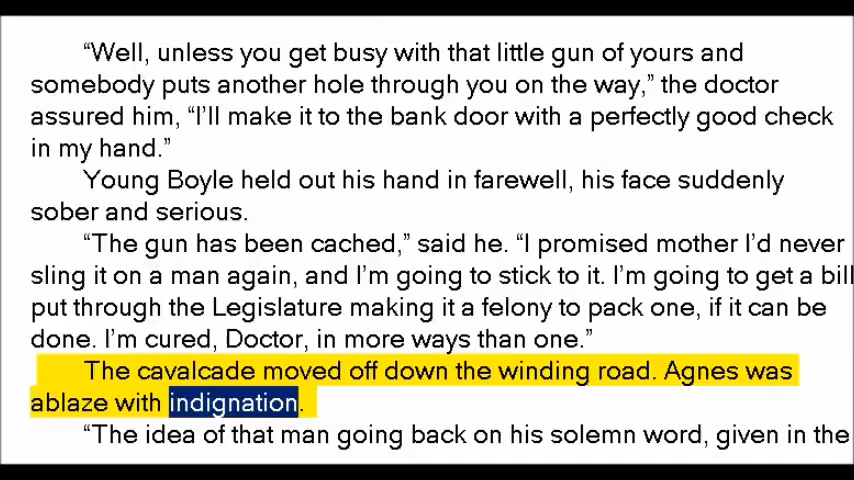 “Well, unless you get busy with that little gun of yours and
somebody puts another hole through you on the way,” the doctor
assured him, “I’ll make it to the bank door with a perfectly good check
in my hand.”
Young Boyle held out his hand in farewell, his face suddenly
sober and serious.
“The gun has been cached,” said he. “I promised mother I’d never
sling it on a man again, and I’m going to stick to it. I’m going to get a bill
put through the Legislature making it a felony to pack one, if it can be
done. I’m cured, Doctor, in more ways than one.”
The cavalcade moved off down the winding road. Agnes was
ablaze with indignation.
“The idea of that man going back on his solemn word, given in the